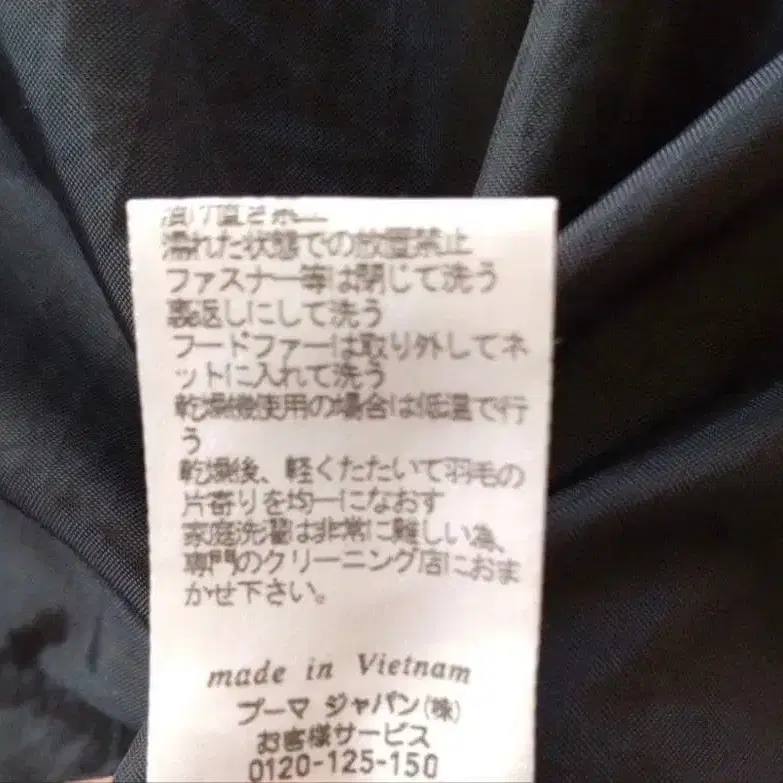 漬け置き禁止
濡れた状態での放置禁止
ファスナー等は閉じて洗う
裏返しにして洗う
フードファーは取り外してネ
ットに入れて洗う
乾燥機使用の場合は低温で行
う
乾燥後、軽くたたいて羽毛の
片寄りを均一になおす
家庭洗濯は非常に難しい為、
専門のクリーニング店におま
かせ下さい。
made in Vietnam
プーマ ジャパン(株)
お客様サービス
0120-125-150